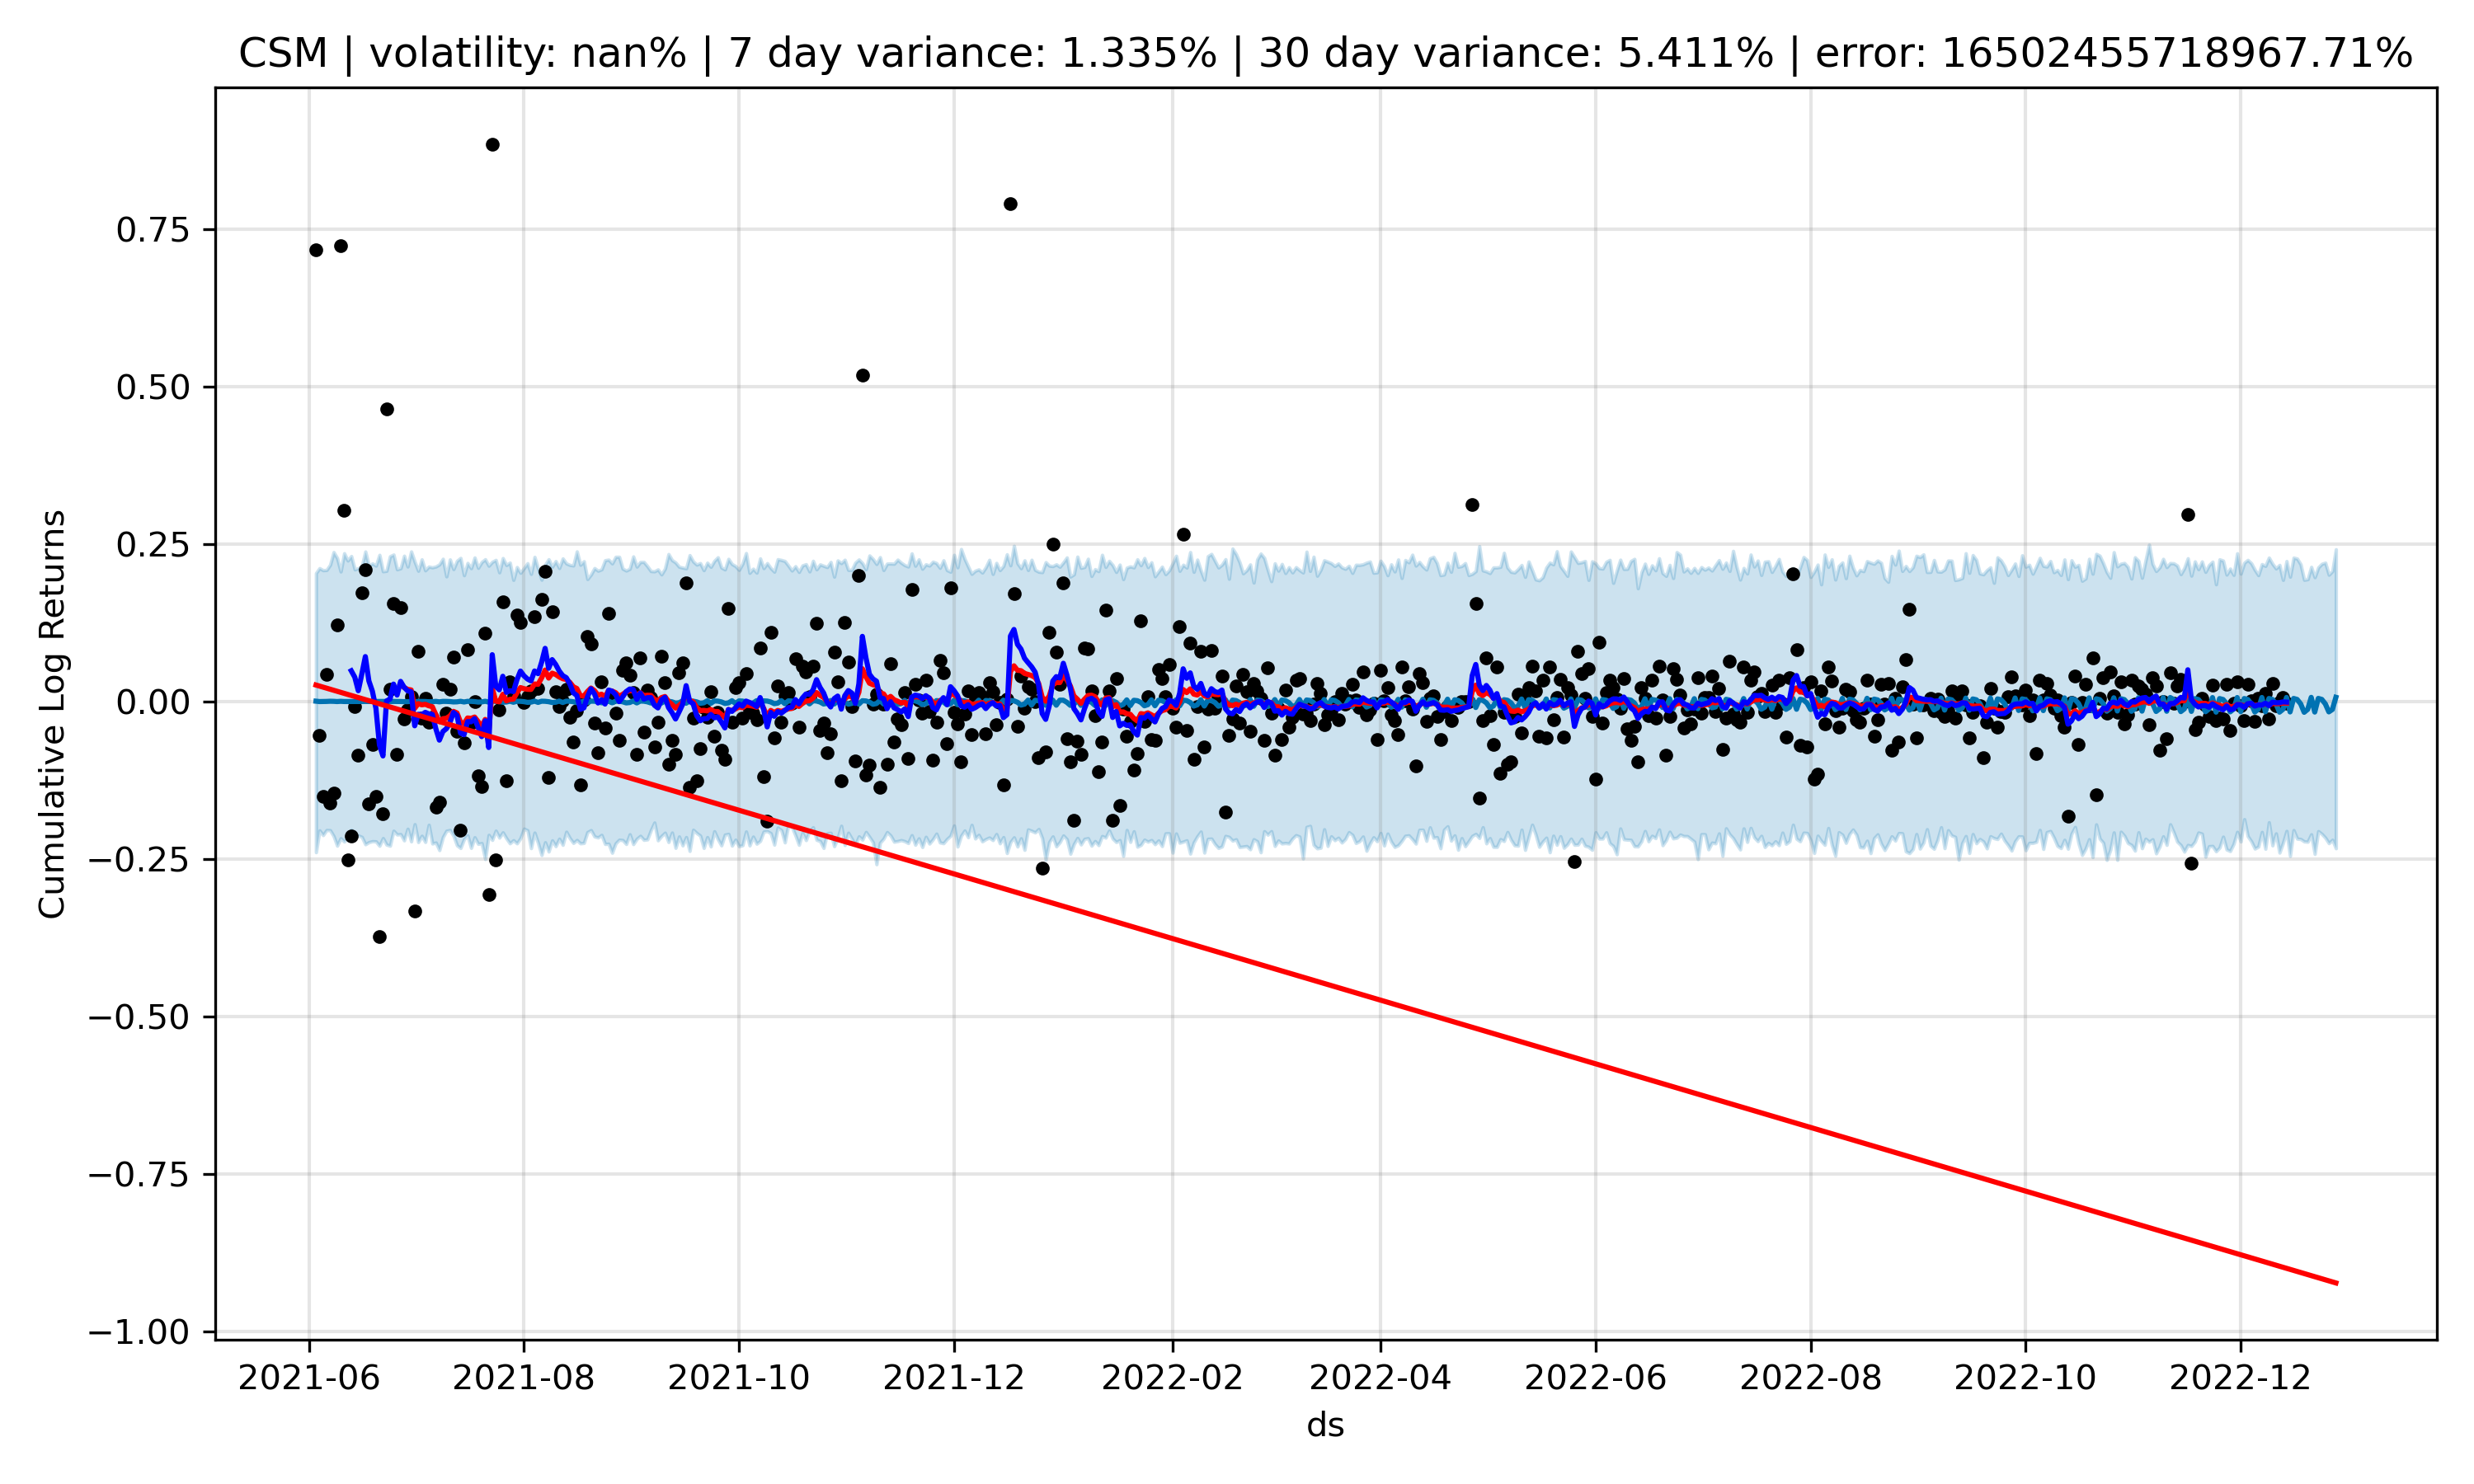 CSM | volatility: nan% | 7 day variance: 1.335% | 30 day variance: 5.411% | error: 16502455718967.71%
Cumulative Log Returns
0.75
0.50
0.25
0.00
−0.25
−0.50
−0.75
−1.00
2021-06 2021-08 2021-10 2021-12 2022-02 2022-04 2022-06 2022-08 2022-10 2022-12
ds